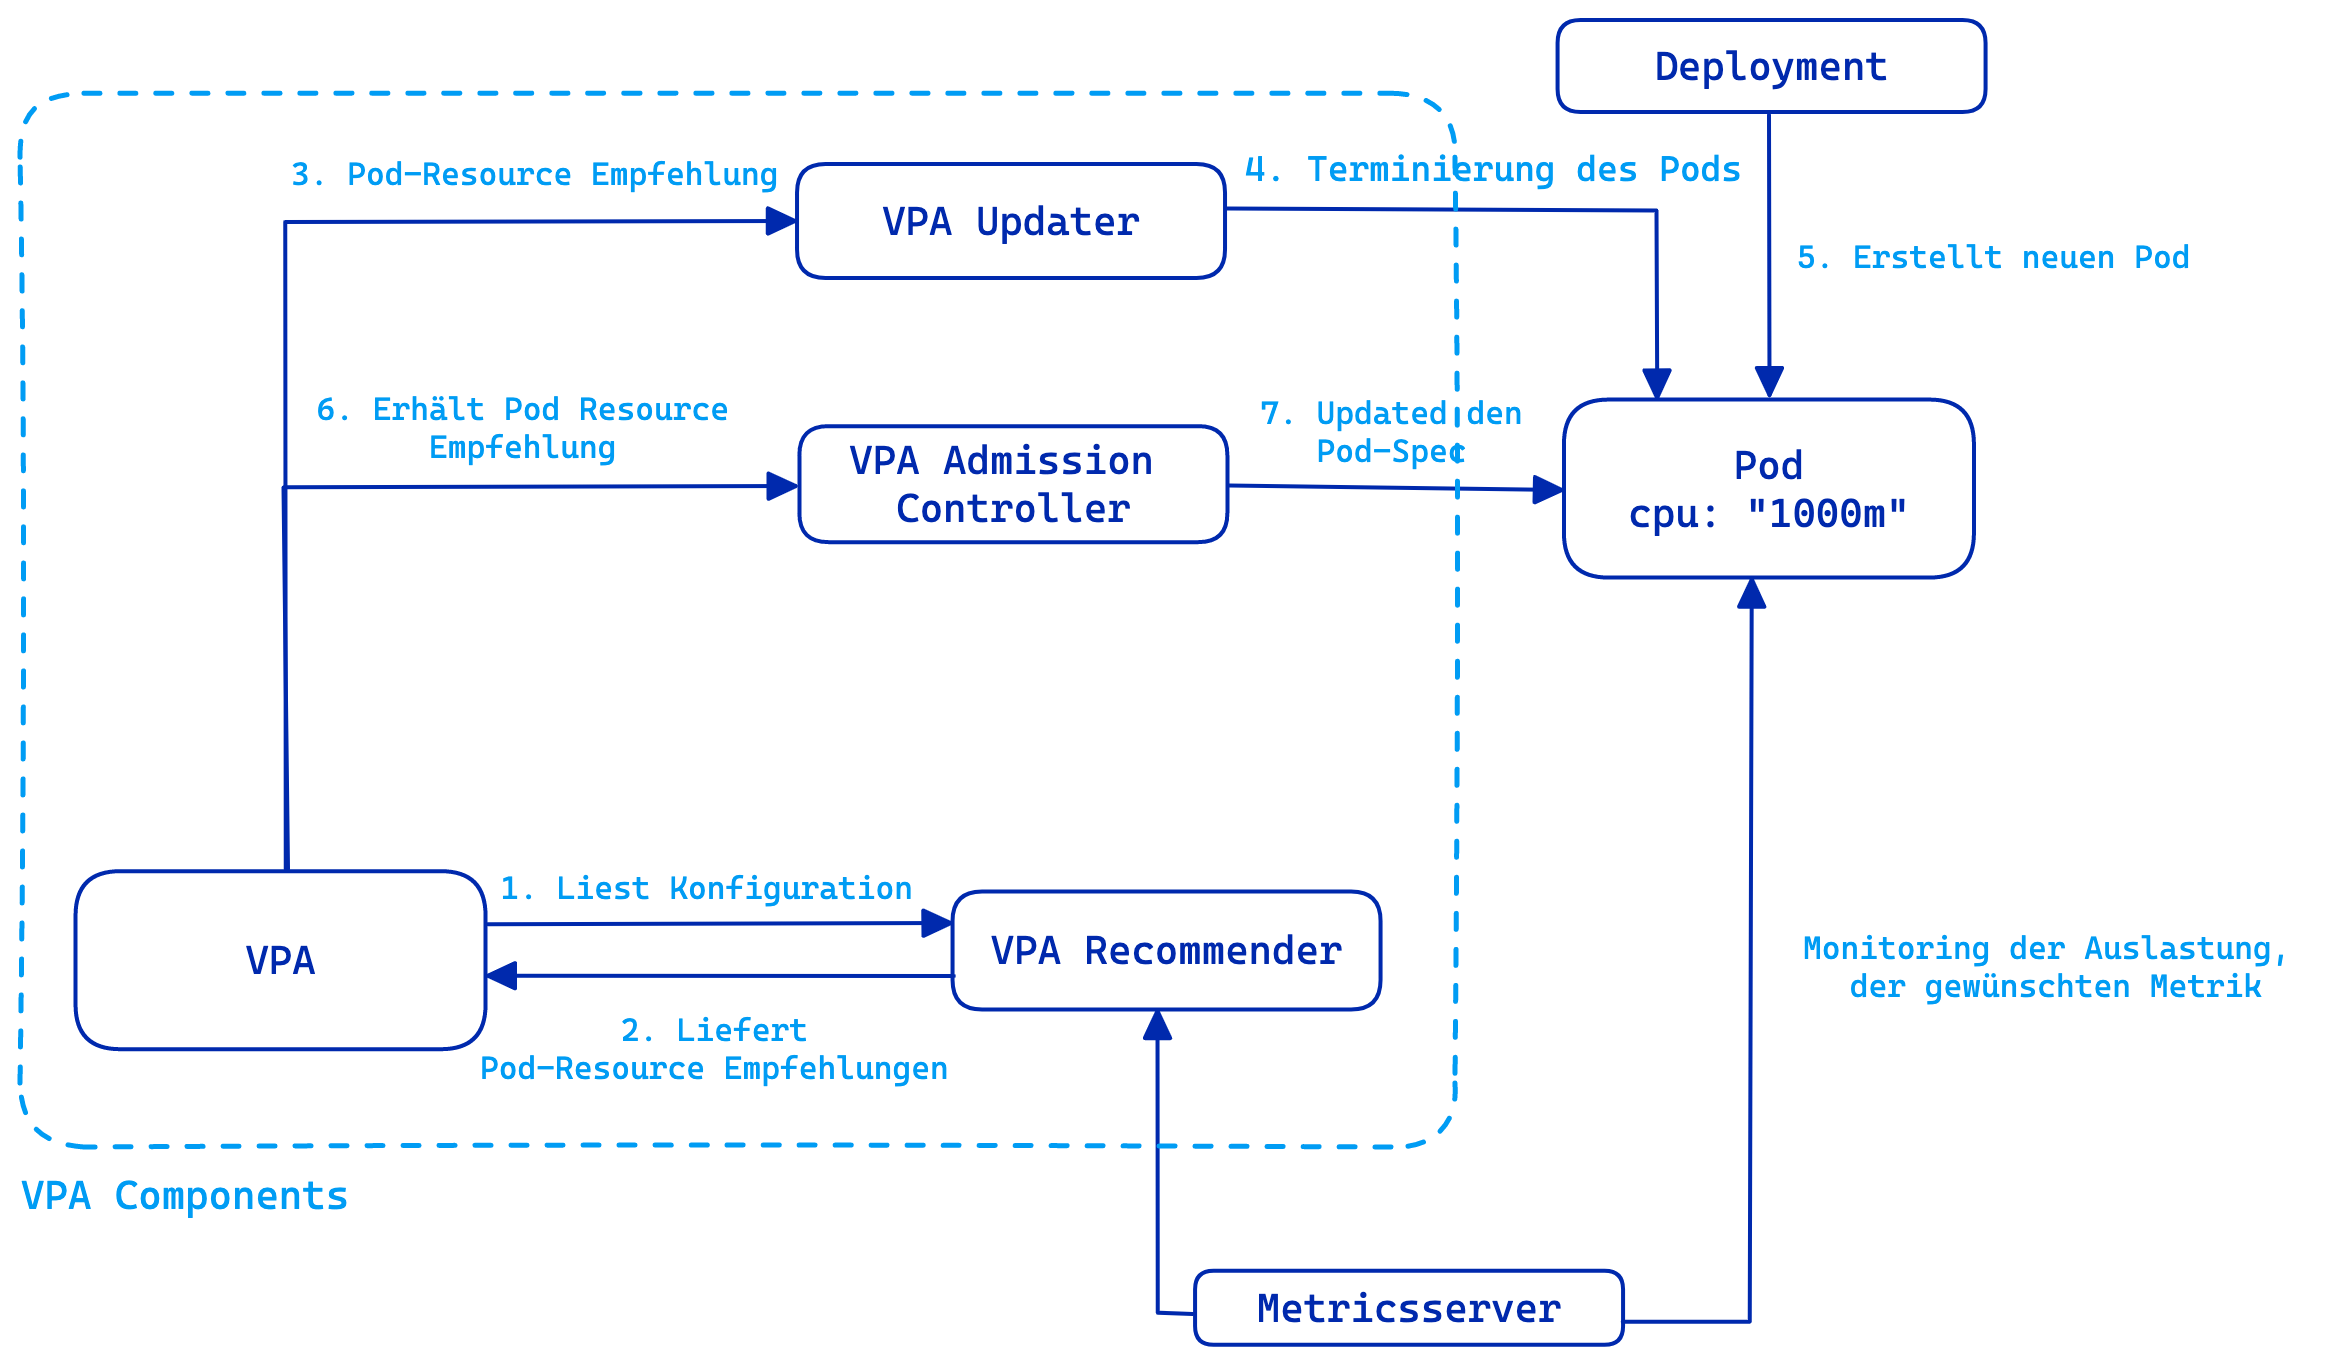 Deployment
3. Pod-Resource Empfehlung
VPA Updater
4. Terminierung des Pods
5. Erstellt neuen Pod
6. Erhält Pod Resource
Empfehlung
VPA Admission
Controller
7. Updated den
Pod-Spec
Pod
cpu: "1000m"
VPA
1. Liest Konfiguration
VPA Recommender
2. Liefert
Pod-Resource Empfehlungen
Monitoring der Auslastung,
der gewünschten Metrik
VPA Components
Metricsserver